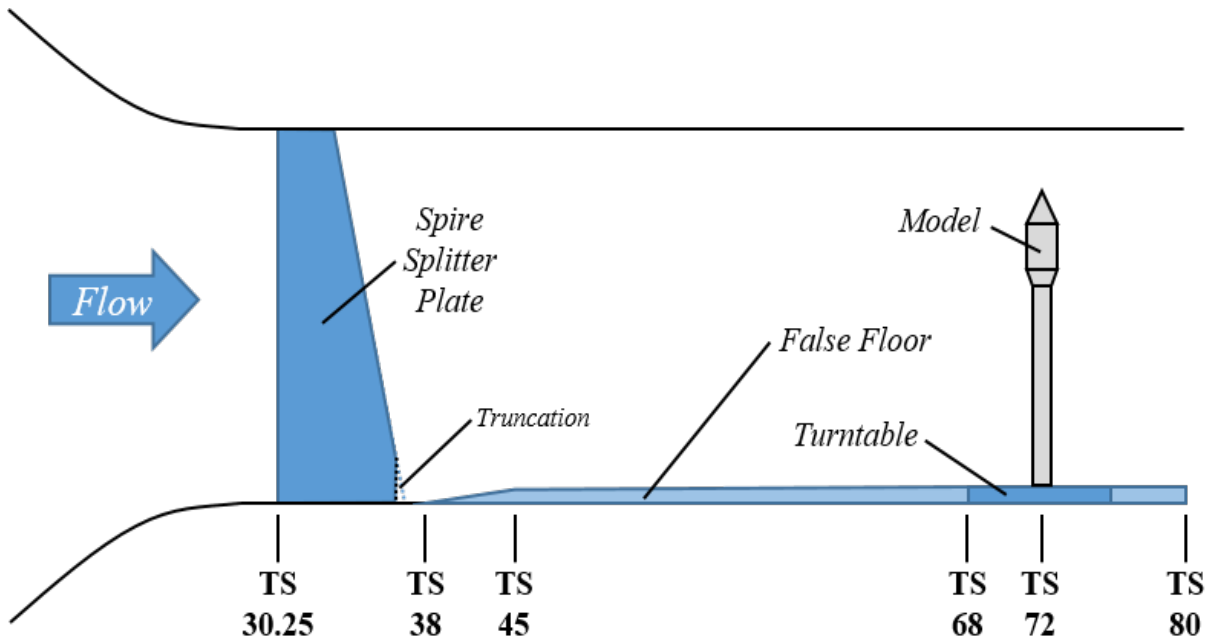 Spire
Splitter
Plate
Model
Flow
False Floor
Truncation
Turntable
TS
30.25
TS
38
TS
45
TS
68
TS
72
TS
80